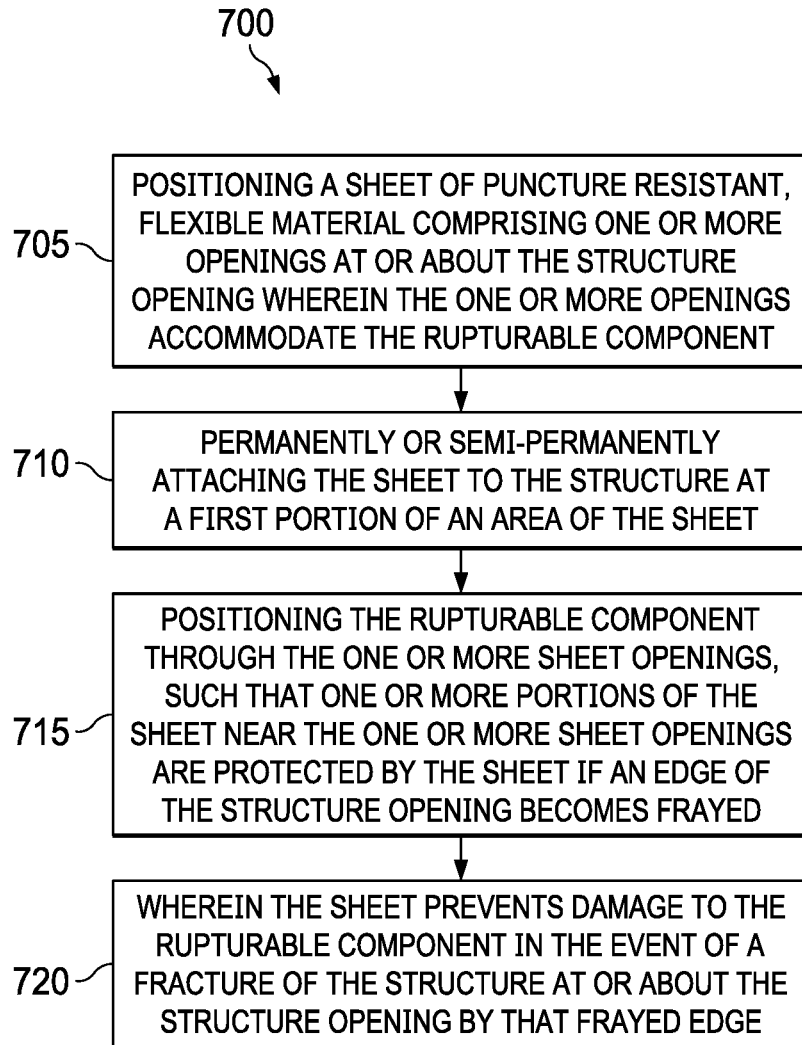 700
705
POSITIONING A SHEET OF PUNCTURE RESISTANT,
FLEXIBLE MATERIAL COMPRISING ONE OR MORE
OPENINGS AT OR ABOUT THE STRUCTURE
OPENING WHEREIN THE ONE OR MORE OPENINGS
ACCOMMODATE THE RUPTURABLE COMPONENT
710
PERMANENTLY OR SEMI-PERMANENTLY
ATTACHING THE SHEET TO THE STRUCTURE AT
A FIRST PORTION OF AN AREA OF THE SHEET
715
POSITIONING THE RUPTURABLE COMPONENT
THROUGH THE ONE OR MORE SHEET OPENINGS,
SUCH THAT ONE OR MORE PORTIONS OF THE
SHEET NEAR THE ONE OR MORE SHEET OPENINGS
ARE PROTECTED BY THE SHEET IF AN EDGE OF
THE STRUCTURE OPENING BECOMES FRAYED
720
WHEREIN THE SHEET PREVENTS DAMAGE TO THE
RUPTURABLE COMPONENT IN THE EVENT OF A
FRACTURE OF THE STRUCTURE AT OR ABOUT THE
STRUCTURE OPENING BY THAT FRAYED EDGE